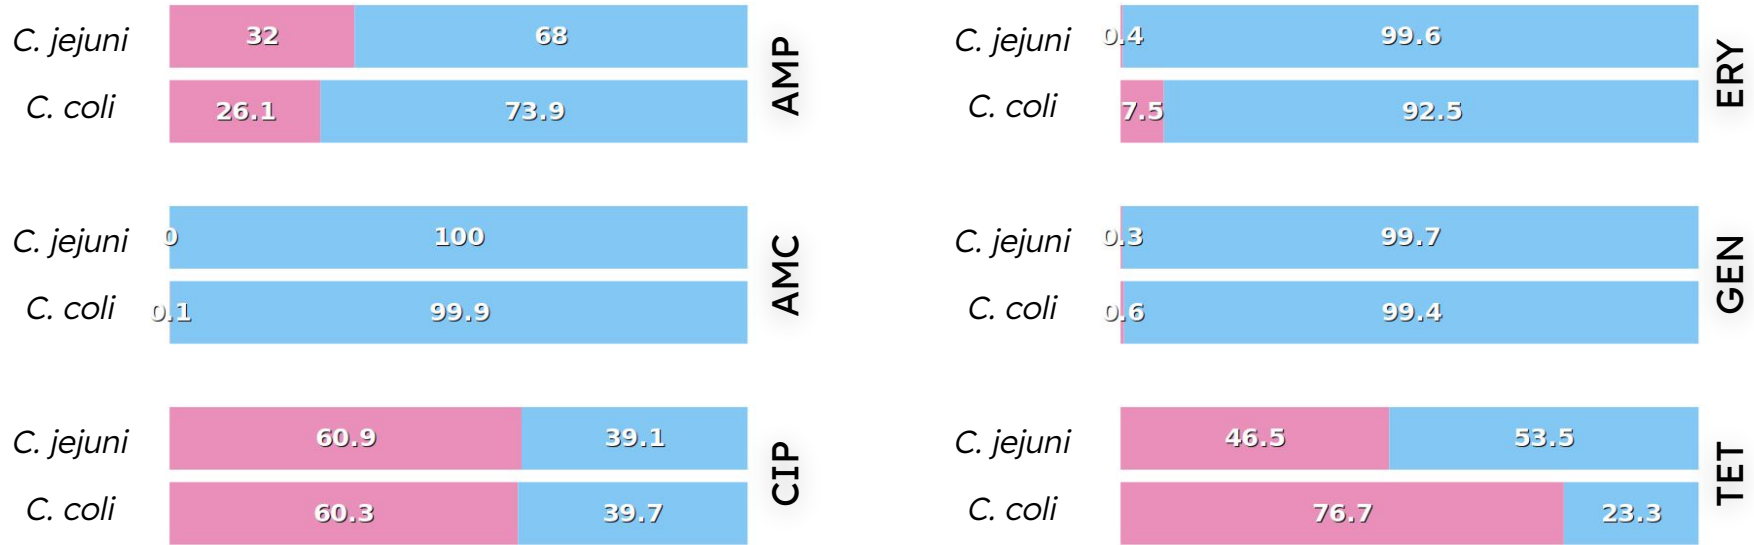 C. jejuni 32 68
C. coli 26.1 73.9
AMP
C. jejuni 0 100
C. coli 0.1 99.9
AMC
C. jejuni 60.9 39.1
C. coli 60.3 39.7
CIP
C. jejuni 0.4 99.6
C. coli 7.5 92.5
ERY
C. jejuni 0.3 99.7
C. coli 0.6 99.4
GEN
C. jejuni 46.5 53.5
C. coli 76.7 23.3
TET